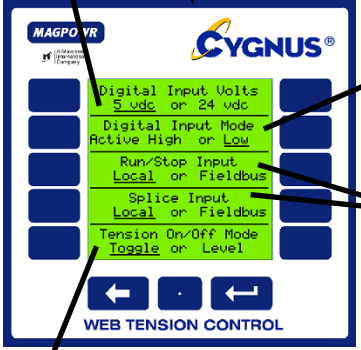 MAGPOWR
CYGNUS®
A Maxcess
International
Company
Digital Input Volts
5 vdc or 24 vdc
Digital Input Mode
Active High or Low
Run/Stop Input
Local or Fieldbus
Splice Input
Local or Fieldbus
Tension On/Off Mode
Toggle or Level
WEB TENSION CONTROL